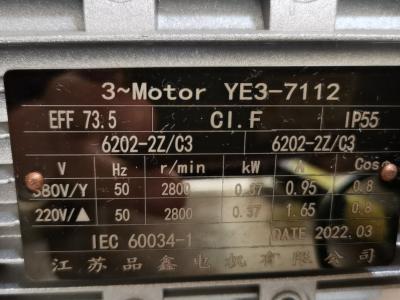 3~Motor YE3-7112
EFF 73.5 Cl.F IP55
6202-2Z/C3 6202-2Z/C3
V Hz r/min kW A Cos
380V/Y 50 2800 0.37 0.95 0.8
220V/▲ 50 2800 0.37 1.65 0.8
IEC 60034-1 DATE 2022.03
江苏品鑫电机有限公司